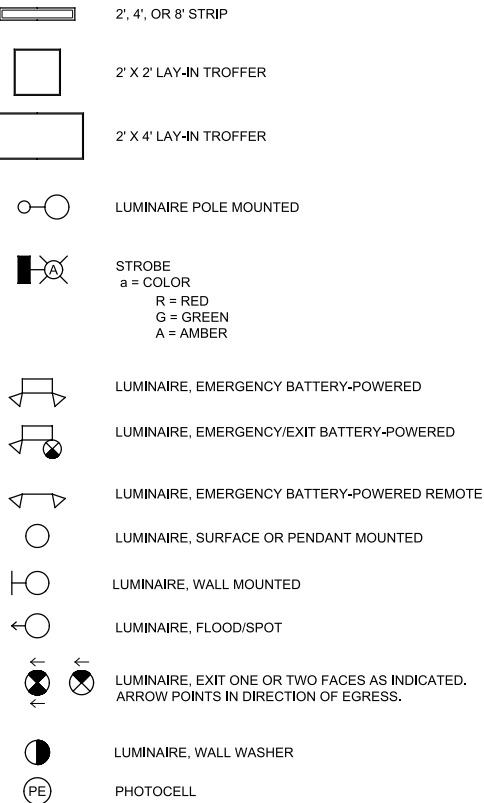 2', 4', OR 8' STRIP
2' X 2' LAY-IN TROFFER
2' X 4' LAY-IN TROFFER
LUMINAIRE POLE MOUNTED
A
STROBE
a = COLOR
R = RED
G = GREEN
A = AMBER
LUMINAIRE, EMERGENCY BATTERY-POWERED
LUMINAIRE, EMERGENCY/EXIT BATTERY-POWERED
LUMINAIRE, EMERGENCY BATTERY-POWERED REMOTE
LUMINAIRE, SURFACE OR PENDANT MOUNTED
LUMINAIRE, WALL MOUNTED
LUMINAIRE, FLOOD/SPOT
LUMINAIRE, EXIT ONE OR TWO FACES AS INDICATED.
ARROW POINTS IN DIRECTION OF EGRESS.
LUMINAIRE, WALL WASHER
PE PHOTOCELL